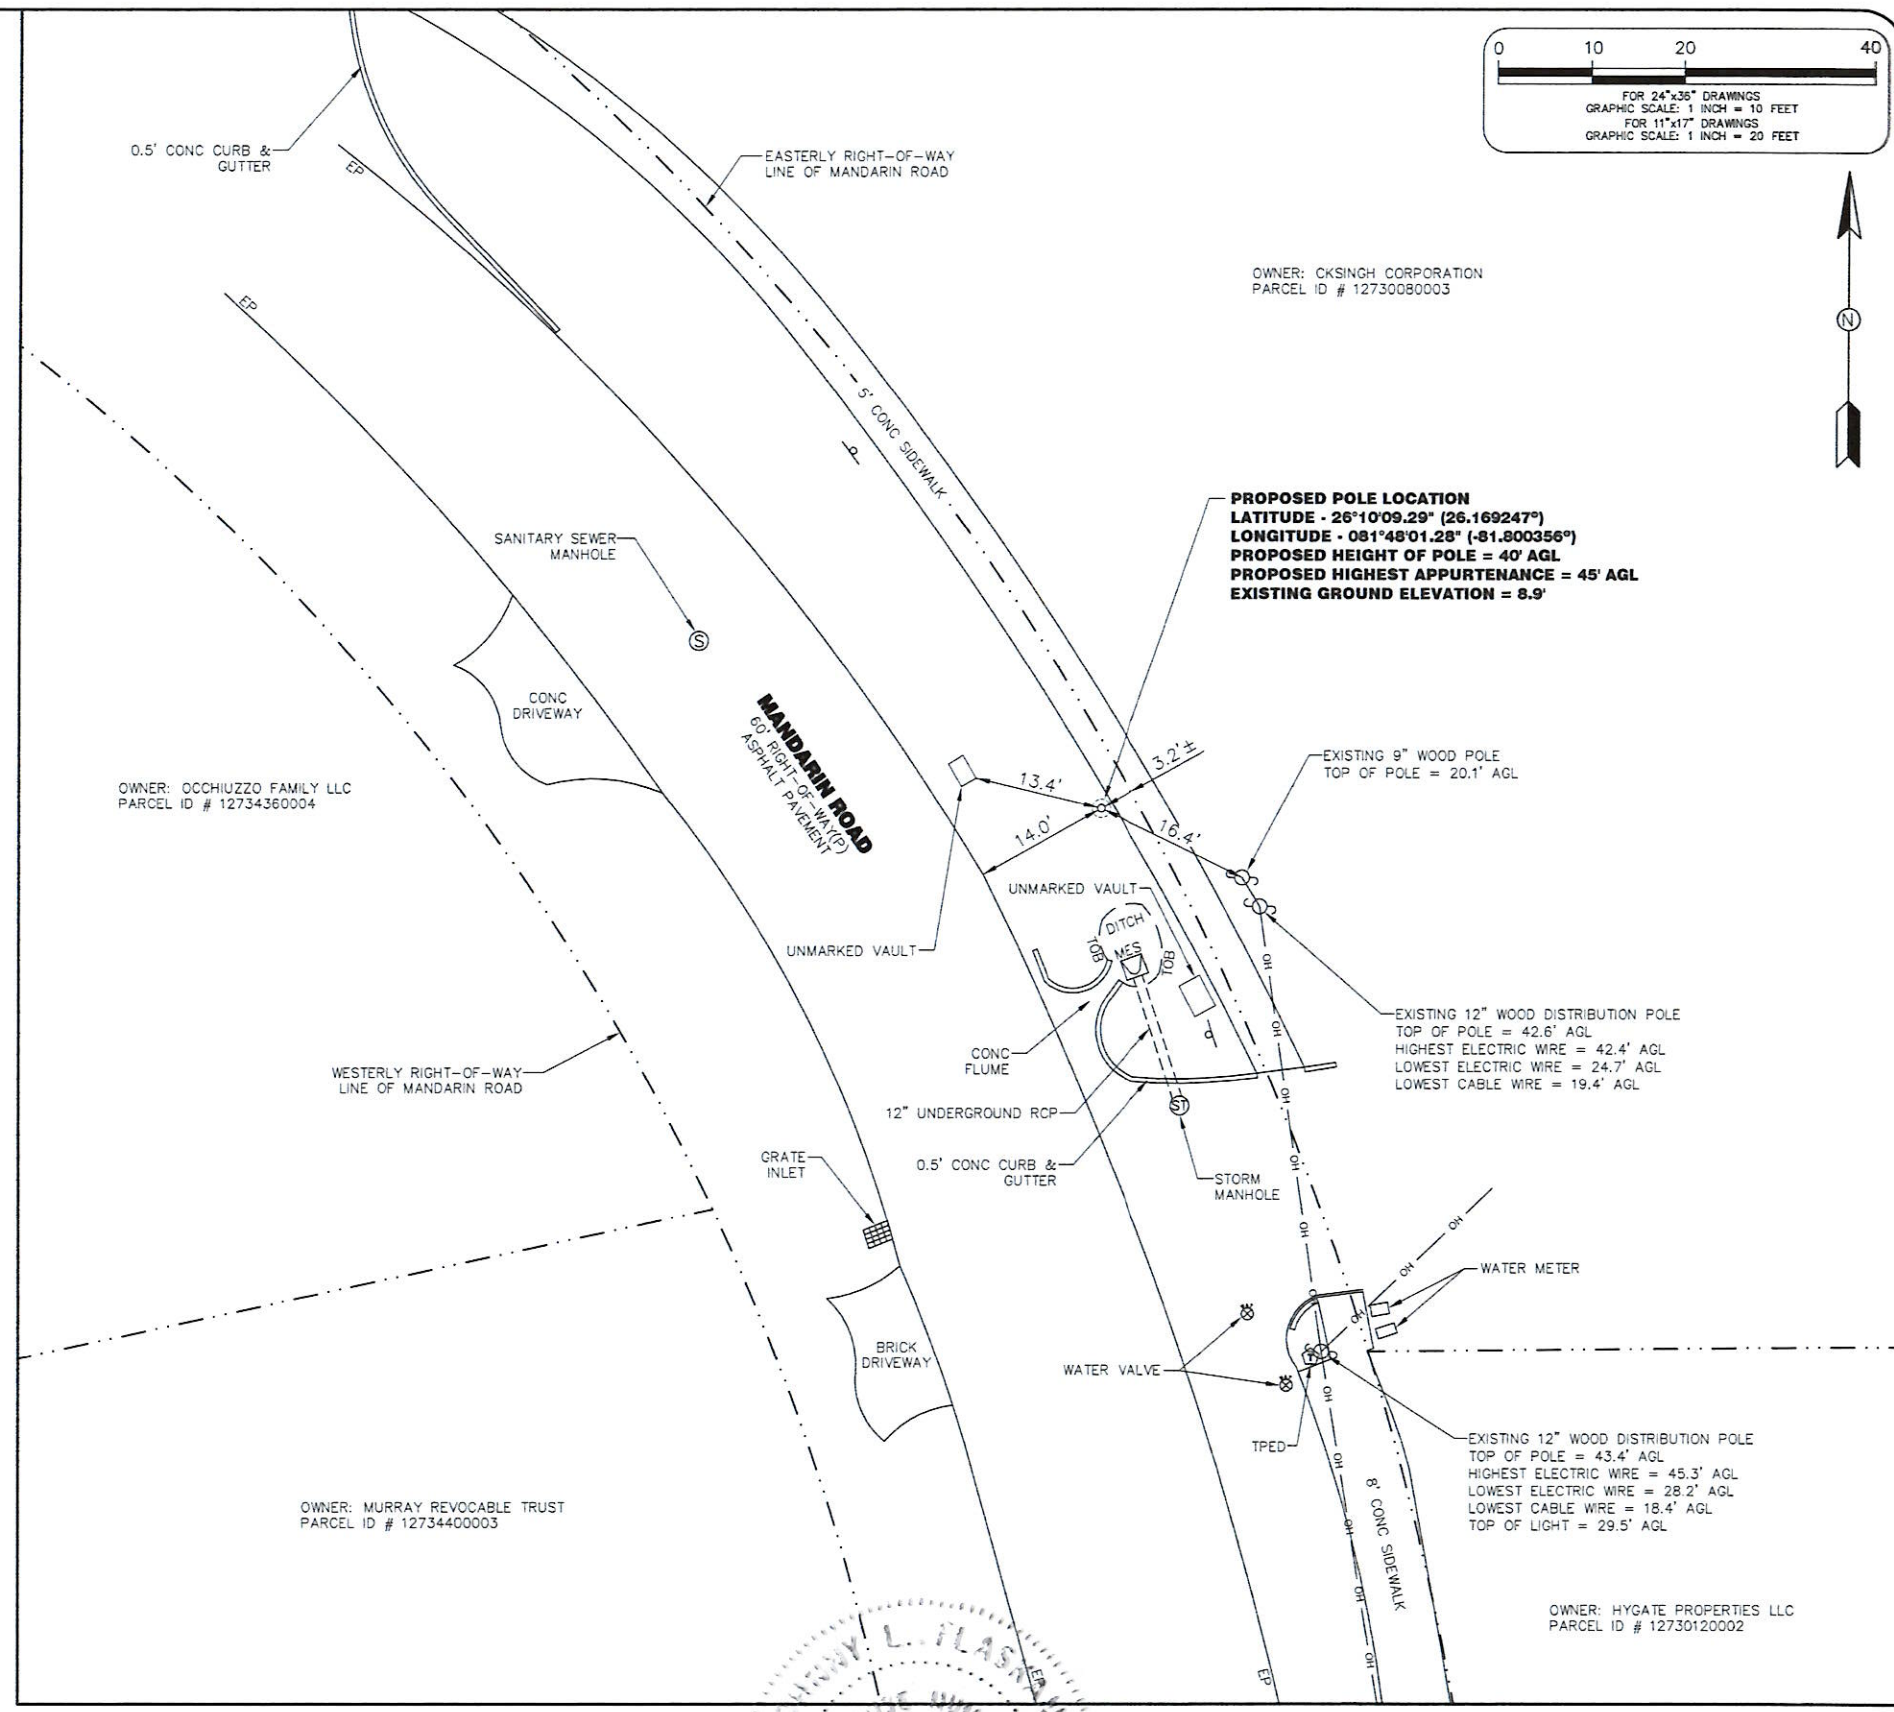 0 10 20 40
FOR 24"x36" DRAWINGS
GRAPHIC SCALE: 1 INCH = 10 FEET
FOR 11"x17" DRAWINGS
GRAPHIC SCALE: 1 INCH = 20 FEET
N
0.5' CONC CURB &
GUTTER
EP
EP
EASTERLY RIGHT-OF-WAY
LINE OF MANDARIN ROAD
OWNER: CKSINGH CORPORATION
PARCEL ID # 12730080003
5' CONC SIDEWALK
PROPOSED POLE LOCATION
LATITUDE - 26°10'09.29" (26.169247°)
LONGITUDE - 081°48'01.28" (-81.800356°)
PROPOSED HEIGHT OF POLE = 40' AGL
PROPOSED HIGHEST APPURTENANCE = 45' AGL
EXISTING GROUND ELEVATION = 8.9'
SANITARY SEWER
MANHOLE
S
CONC
DRIVEWAY
MANDARIN ROAD
60' RIGHT-OF-WAY(P)
ASPHALT PAVEMENT
OWNER: OCCHIUZZO FAMILY LLC
PARCEL ID # 12734360004
13.4'
3.2'±
14.0'
16.4'
EXISTING 9" WOOD POLE
TOP OF POLE = 20.1' AGL
UNMARKED VAULT
UNMARKED VAULT
DITCH
MES
TOB
TOB
OH
OH
OH
OH
OH
EXISTING 12" WOOD DISTRIBUTION POLE
TOP OF POLE = 42.6' AGL
HIGHEST ELECTRIC WIRE = 42.4' AGL
LOWEST ELECTRIC WIRE = 24.7' AGL
LOWEST CABLE WIRE = 19.4' AGL
WESTERLY RIGHT-OF-WAY
LINE OF MANDARIN ROAD
CONC
FLUME
12" UNDERGROUND RCP
ST
0.5' CONC CURB &
GUTTER
STORM
MANHOLE
GRATE
INLET
OH
OH
OH
WATER METER
BRICK
DRIVEWAY
WATER VALVE
T
TPED
OH
OH
OH
OH
OH
EXISTING 12" WOOD DISTRIBUTION POLE
TOP OF POLE = 43.4' AGL
HIGHEST ELECTRIC WIRE = 45.3' AGL
LOWEST ELECTRIC WIRE = 28.2' AGL
LOWEST CABLE WIRE = 18.4' AGL
TOP OF LIGHT = 29.5' AGL
8' CONC SIDEWALK
OWNER: MURRAY REVOCABLE TRUST
PARCEL ID # 12734400003
OWNER: HYGATE PROPERTIES LLC
PARCEL ID # 12730120002
EP
EP
L.